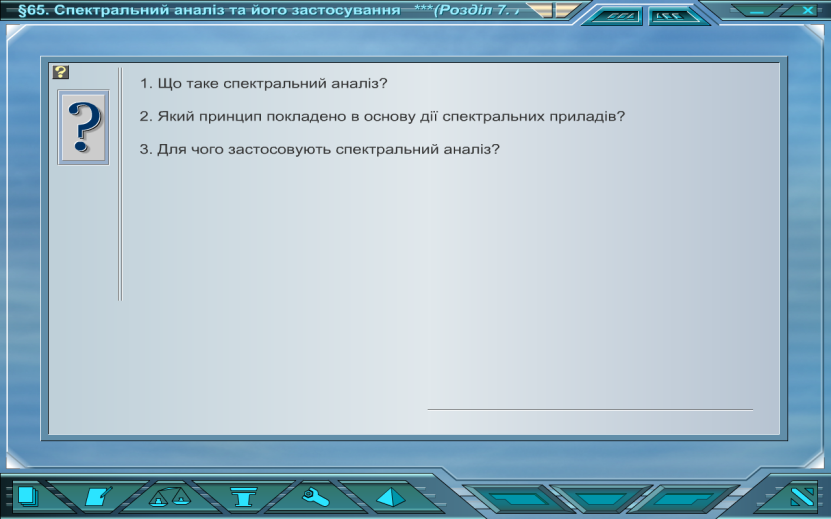 §65. Спектральний аналіз та його застосування ***(Розділ 7.
1. Що таке спектральний аналіз?
2. Який принцип покладено в основу дії спектральних приладів?
3. Для чого застосовують спектральний аналіз?